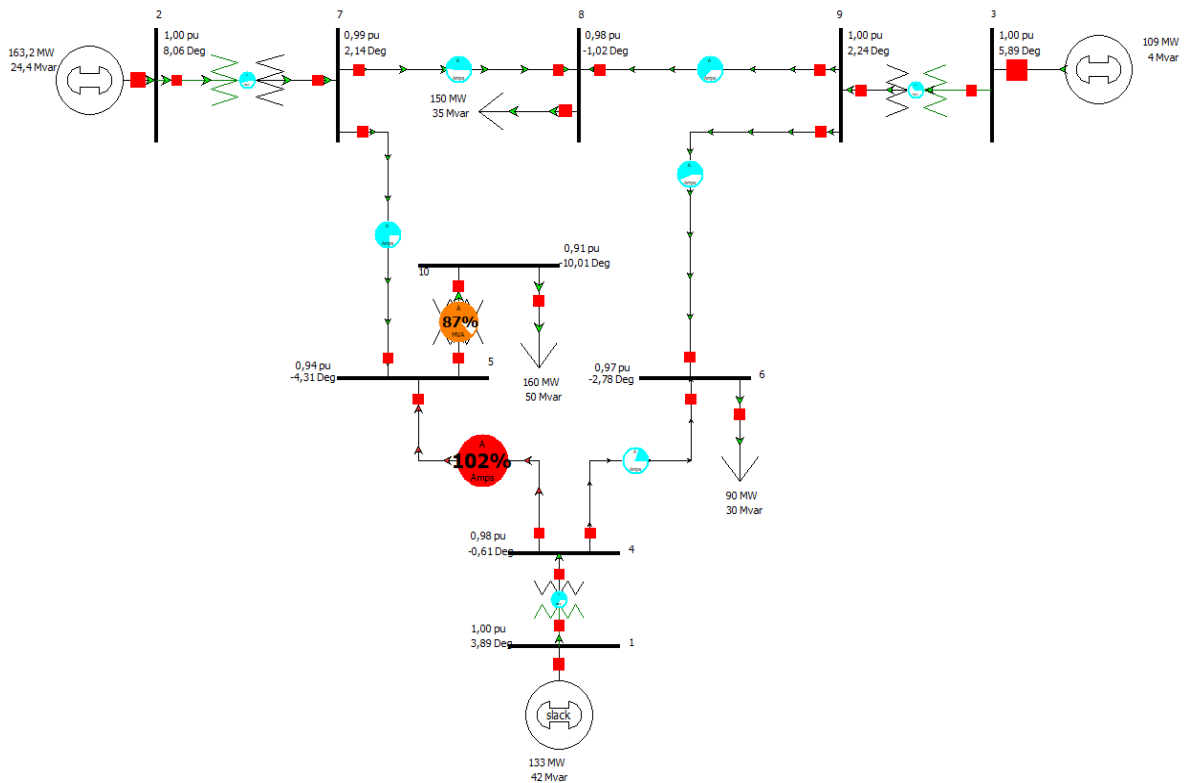 2
7
8
9
3
163,2 MW
24,4 Mvar
1,00 pu
8,06 Deg
0,99 pu
2,14 Deg
A
Amps
0,98 pu
-1,02 Deg
A
Amps
1,00 pu
2,24 Deg
1,00 pu
5,89 Deg
109 MW
4 Mvar
150 MW
35 Mvar
A
Amps
A
Amps
0,91 pu
-10,01 Deg
10
A
87%
MVA
0,94 pu
-4,31 Deg
5
160 MW
50 Mvar
0,97 pu
-2,78 Deg
6
A
102%
Amps
A
Amps
90 MW
30 Mvar
0,98 pu
-0,61 Deg
4
1,00 pu
3,89 Deg
1
slack
133 MW
42 Mvar